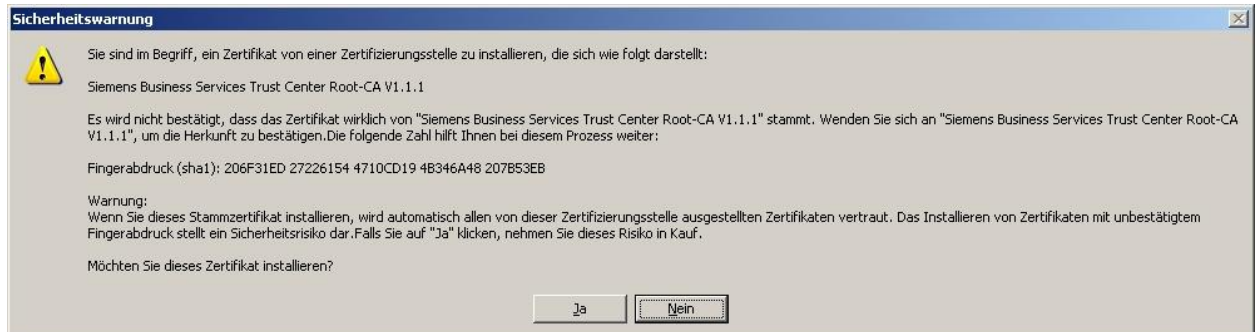 Sicherheitswarnung
Sie sind im Begriff, ein Zertifikat von einer Zertifizierungsstelle zu installieren, die sich wie folgt darstellt:
Siemens Business Services Trust Center Root-CA V1.1.1
Es wird nicht bestätigt, dass das Zertifikat wirklich von "Siemens Business Services Trust Center Root-CA V1.1.1" stammt. Wenden Sie sich an "Siemens Business Services Trust Center Root-CA
V1.1.1", um die Herkunft zu bestätigen.Die folgende Zahl hilft Ihnen bei diesem Prozess weiter:
Fingerabdruck (sha1): 206F31ED 27226154 4710CD19 4B346A48 207B53EB
Warnung:
Wenn Sie dieses Stammzertifikat installieren, wird automatisch allen von dieser Zertifizierungsstelle ausgestellten Zertifikaten vertraut. Das Installieren von Zertifikaten mit unbestätigtem
Fingerabdruck stellt ein Sicherheitsrisiko dar.Falls Sie auf "Ja" klicken, nehmen Sie dieses Risiko in Kauf.
Möchten Sie dieses Zertifikat installieren?
Ja
Nein